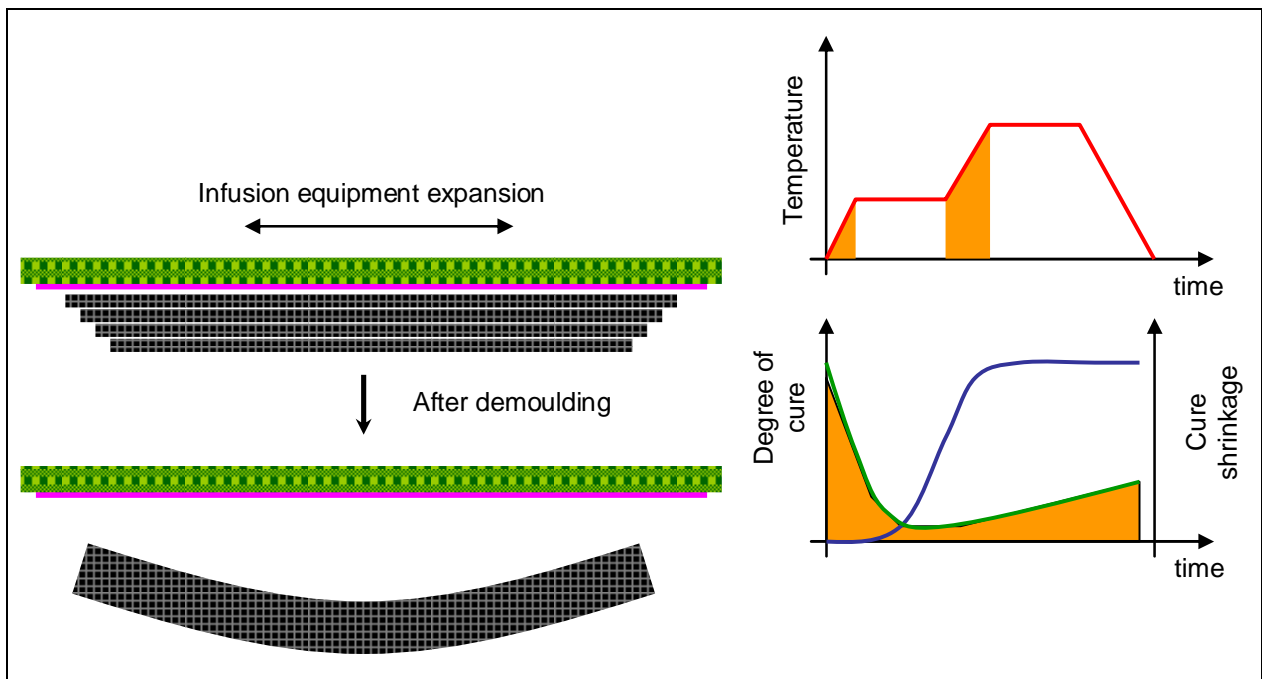 Infusion equipment expansion
After demoulding
Temperature
time
Degree of
cure
Cure
shrinkage
time